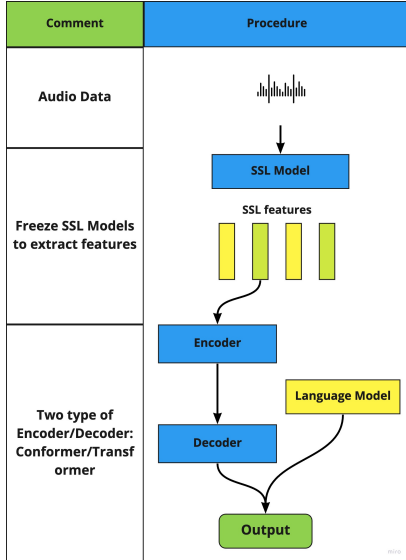 Comment
Procedure
Audio Data
SSL Model
SSL features
Freeze SSL Models
to extract features
Encoder
Language Model
Two type of
Encoder/Decoder:
Conformer/Transf
ormer
Decoder
Output
miro